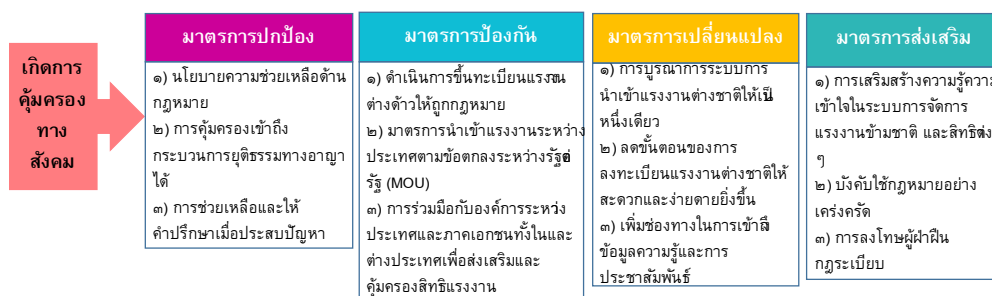 เกิดการ
คุ้มครอง
ทาง
สังคม
มาตรการปกป้อง
๑) นโยบายความช่วยเหลือด้าน
กฎหมาย
๒) การคุ้มครองเข้าถึง
กระบวนการยุติธรรมทางอาญา
ได้
๓) การช่วยเหลือและให้
คำปรึกษาเมื่อประสบปัญหา
มาตรการป้องกัน
๑) ดำเนินการขึ้นทะเบียนแรงงาน
ต่างด้าวให้ถูกกฎหมาย
๒) มาตรการนำเข้าแรงงานระหว่าง
ประเทศตามข้อตกลงระหว่างรัฐต่อ
รัฐ (MOU)
๓) การร่วมมือกับองค์การระหว่าง
ประเทศและภาคเอกชนทั้งในและ
ต่างประเทศเพื่อส่งเสริมและ
คุ้มครองสิทธิแรงงาน
มาตรการเปลี่ยนแปลง
๑) การบูรณาการระบบการ
นำเข้าแรงงานต่างชาติให้เป็น
หนึ่งเดียว
๒) ลดขั้นตอนของการ
ลงทะเบียนแรงงานต่างชาติให้
สะดวกและง่ายดายยิ่งขึ้น
๓) เพิ่มช่องทางในการเข้าถึง
ข้อมูลความรู้และการ
ประชาสัมพันธ์
มาตรการส่งเสริม
๑) การเสริมสร้างความรู้ความ
เข้าใจในระบบการจัดการ
แรงงานข้ามชาติ และสิทธิต่าง
ๆ
๒) บังคับใช้กฎหมายอย่าง
เคร่งครัด
๓) การลงโทษผู้ฝ่าฝืน
กฎระเบียบ